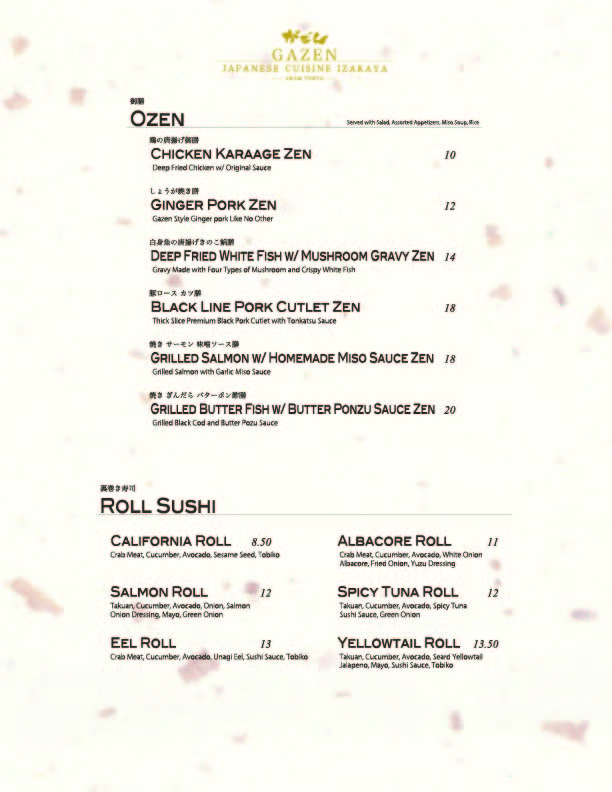 がぜん
GAZEN
JAPANESE CUISINE IZAKAYA
FROM TOKYO
御膳
OZEN
Served with Salad, Assorted Appetizers, Miso Soup, Rice
鶏の唐揚げ御膳
CHICKEN KARAAGE ZEN 10
Deep Fried Chicken w/ Original Sauce
しょうが焼き膳
GINGER PORK ZEN 12
Gazen Style Ginger pork Like No Other
白身魚の唐揚げきのこ餡膳
DEEP FRIED WHITE FISH W/ MUSHROOM GRAVY ZEN 14
Gravy Made with Four Types of Mushroom and Crispy White Fish
豚ロース カツ膳
BLACK LINE PORK CUTLET ZEN 18
Thick Slice Premium Black Pork Cutlet with Tonkatsu Sauce
焼き サーモン 味噌ソース膳
GRILLED SALMON W/ HOMEMADE MISO SAUCE ZEN 18
Grilled Salmon with Garlic Miso Sauce
焼き ぎんだら バターポン酢膳
GRILLED BUTTER FISH W/ BUTTER PONZU SAUCE ZEN 20
Grilled Black Cod and Butter Pozu Sauce
裏巻き寿司
ROLL SUSHI
CALIFORNIA ROLL 8.50
Crab Meat, Cucumber, Avocado, Sesame Seed, Tobiko
ALBACORE ROLL 11
Crab Meat, Cucumber, Avocado, White Onion
Albacore, Fried Onion, Yuzu Dressing
SALMON ROLL 12
Takuan, Cucumber, Avocado, Onion, Salmon
Onion Dressing, Mayo, Green Onion
SPICY TUNA ROLL 12
Takuan, Cucumber, Avocado, Spicy Tuna
Sushi Sauce, Green Onion
EEL ROLL 13
Crab Meat, Cucumber, Avocado, Unagi Eel, Sushi Sauce, Tobiko
YELLOWTAIL ROLL 13.50
Takuan, Cucumber, Avocado, Seard Yellowtail
Jalapeno, Mayo, Sushi Sauce, Tobiko